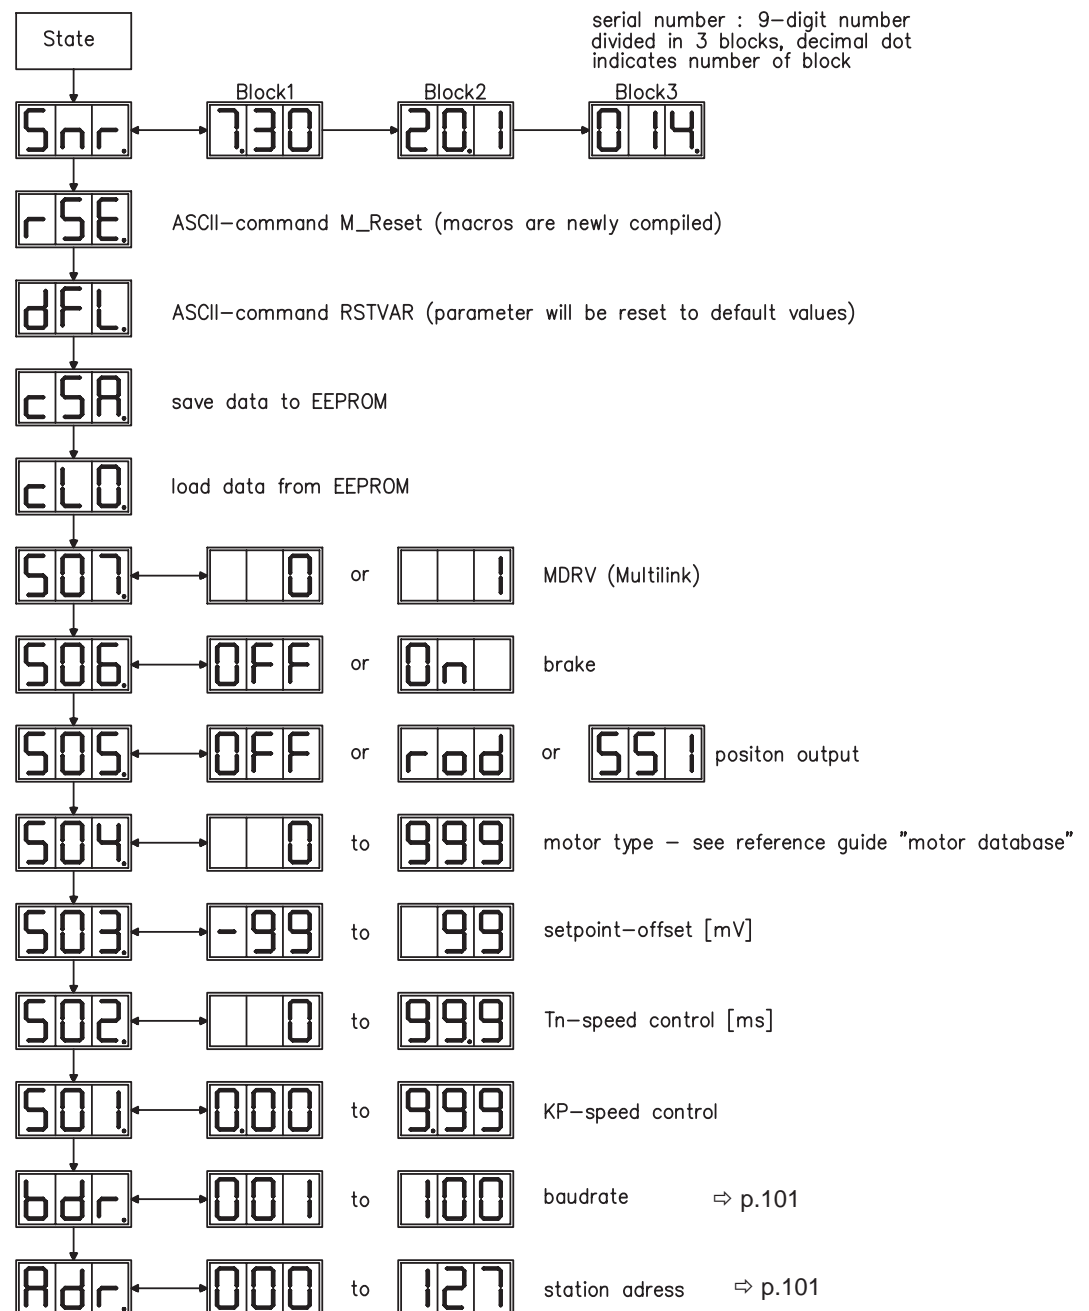 State
serial number : 9-digit number
divided in 3 blocks, decimal dot
indicates number of block
Block1 Block2 Block3
Snr. 7.30 20.1 014.
rSE. ASCII-command M_Reset (macros are newly compiled)
dFL. ASCII-command RSTVAR (parameter will be reset to default values)
cSA. save data to EEPROM
cLO. load data from EEPROM
S07. 0 or 1 MDRV (Multilink)
S06. OFF or On brake
S05. OFF or rod or SSI positon output
S04. 0 to 999 motor type - see reference guide "motor database"
S03. -99 to 99 setpoint-offset [mV]
S02. 0 to 99.9 Tn-speed control [ms]
S01. 0.00 to 9.99 KP-speed control
bdr. 001 to 100 baudrate ⇨ p.101
Adr. 000 to 127 station adress ⇨ p.101